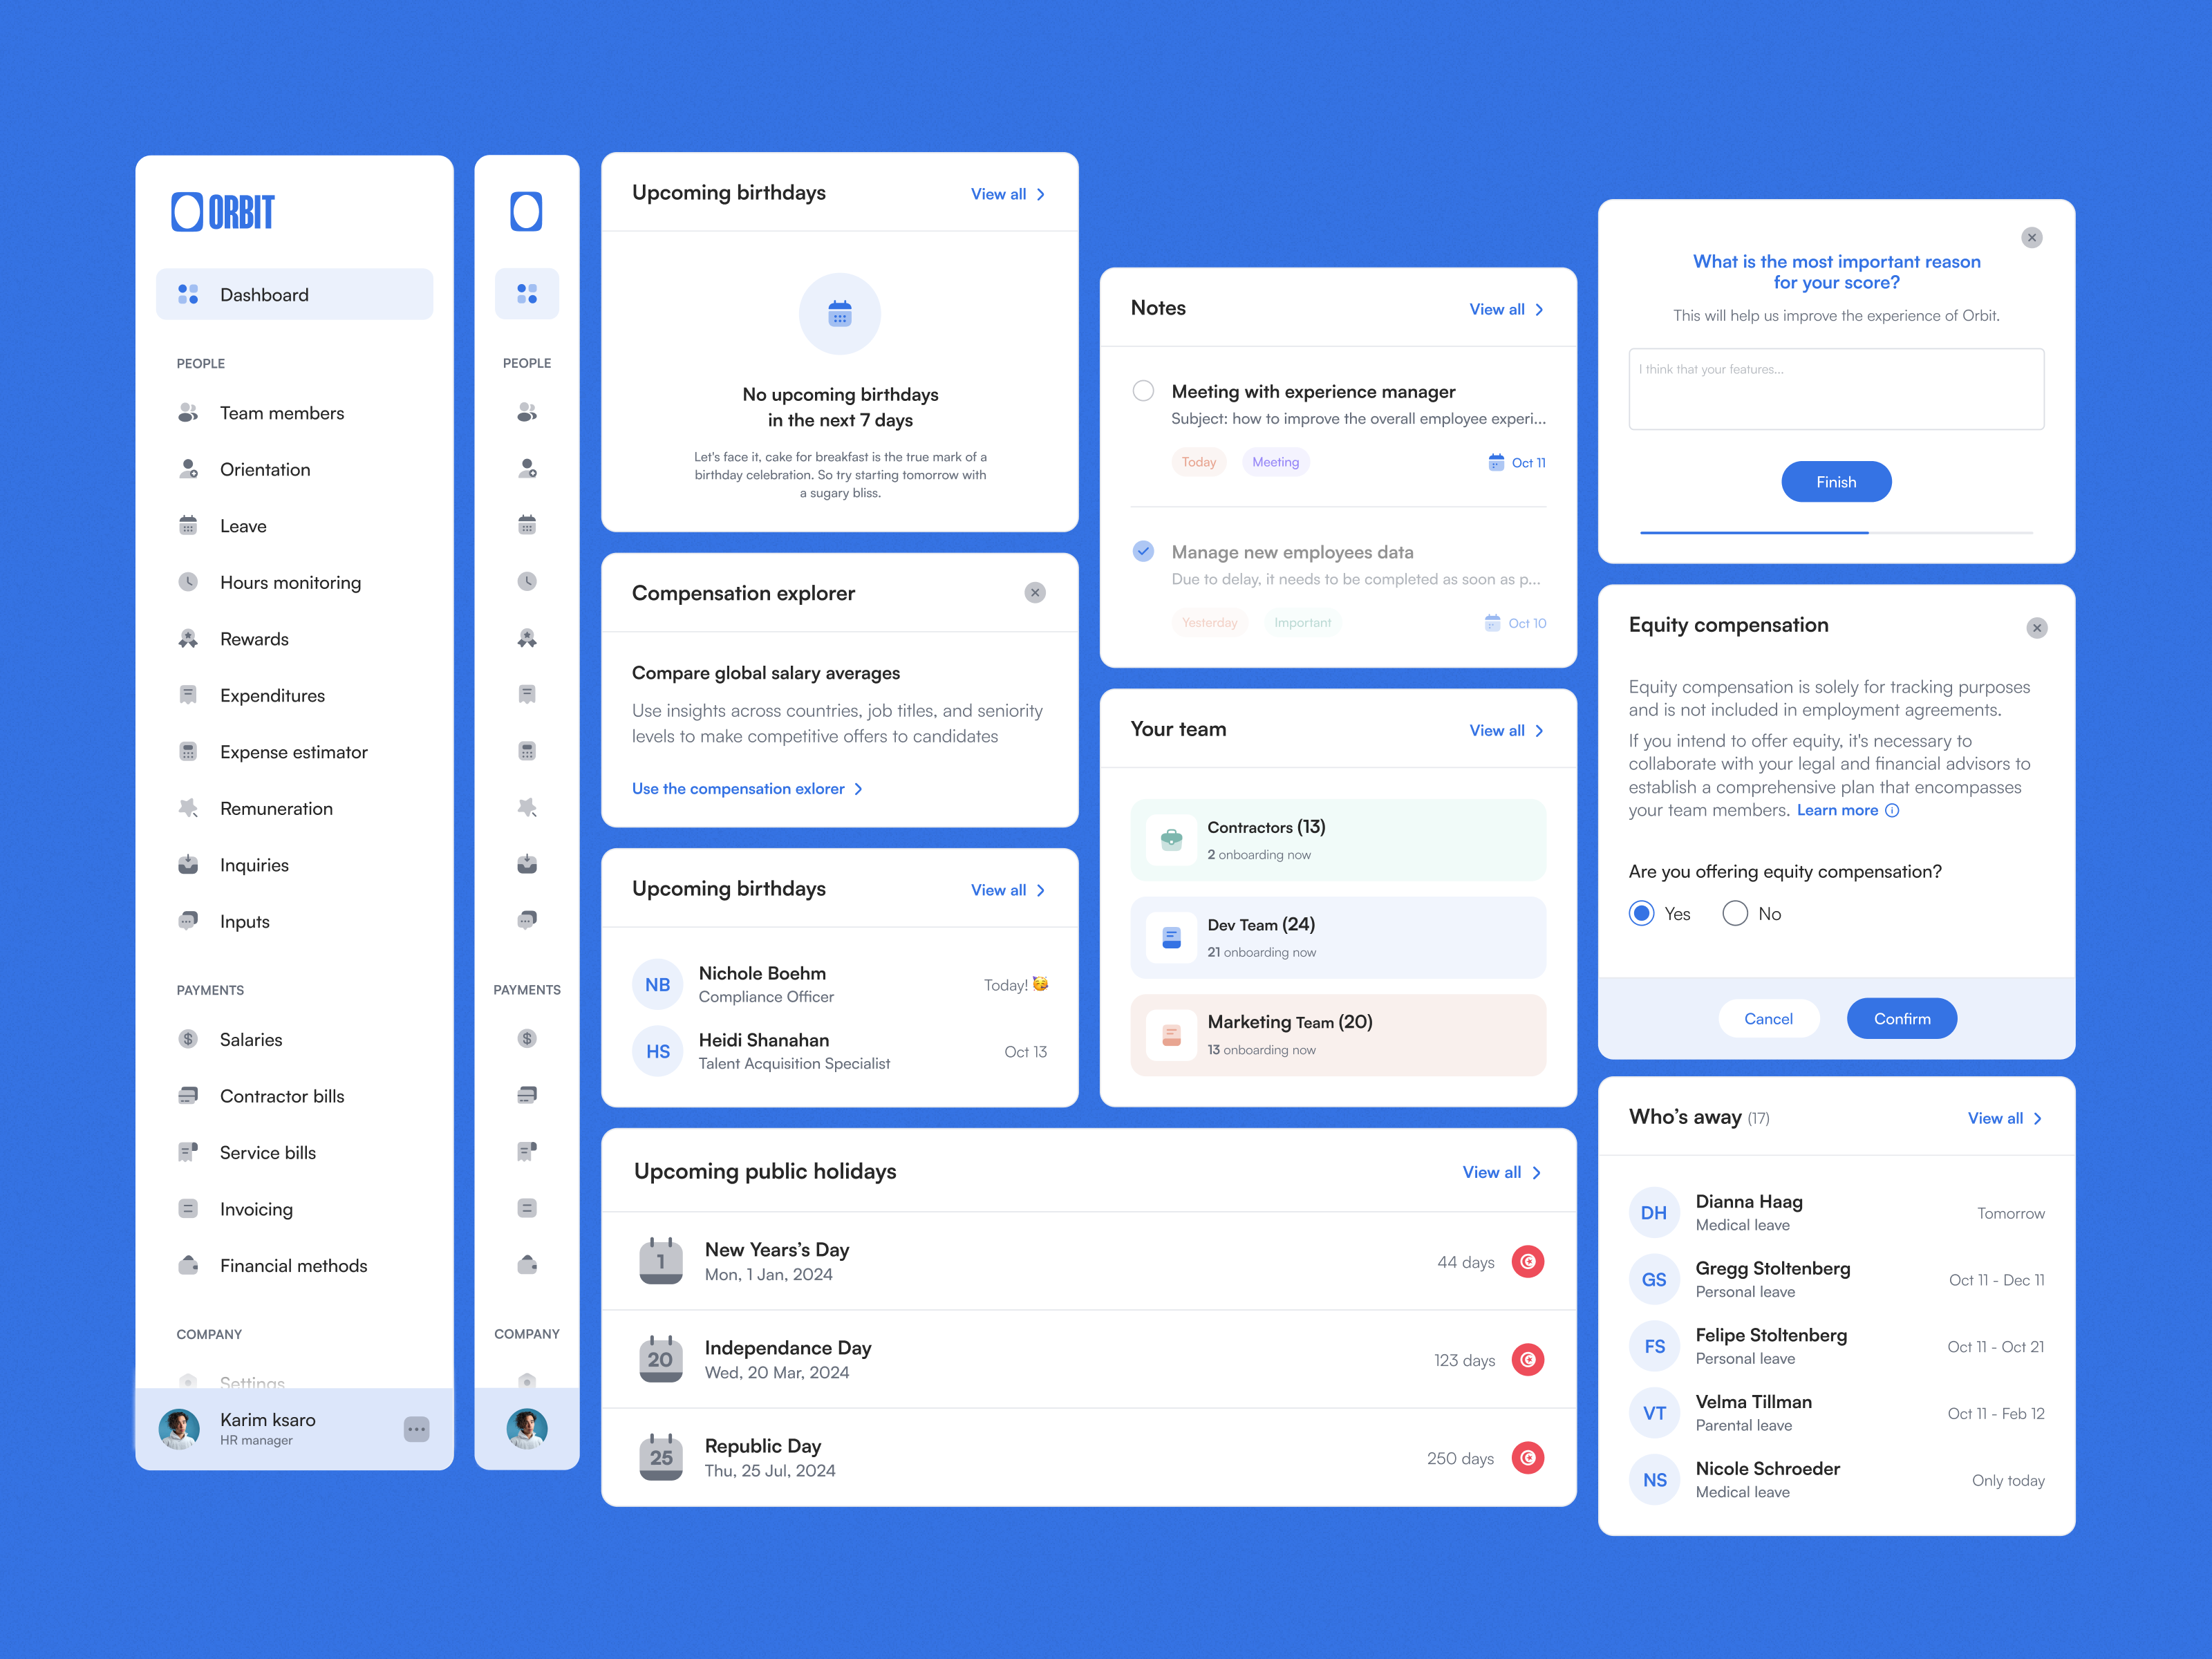 ORBIT
Dashboard
PEOPLE
Team members
Orientation
Leave
Hours monitoring
Rewards
Expenditures
Expense estimator
Remuneration
Inquiries
Inputs
PAYMENTS
$ Salaries
Contractor bills
Service bills
Invoicing
Financial methods
COMPANY
Settings
Karim ksaro
HR manager
PEOPLE
PAYMENTS
$
COMPANY
Upcoming birthdays
View all
No upcoming birthdays
in the next 7 days
Let's face it, cake for breakfast is the true mark of a
birthday celebration. So try starting tomorrow with
a sugary bliss.
Compensation explorer
Compare global salary averages
Use insights across countries, job titles, and seniority
levels to make competitive offers to candidates
Use the compensation exlorer
Upcoming birthdays
View all
NB
Nichole Boehm
Compliance Officer
Today! 🥳
HS
Heidi Shanahan
Talent Acquisition Specialist
Oct 13
Notes
View all
Meeting with experience manager
Subject: how to improve the overall employee experi...
Today
Meeting
Oct 11
Manage new employees data
Due to delay, it needs to be completed as soon as p...
Yesterday
Important
Oct 10
Your team
View all
Contractors (13)
2 onboarding now
Dev Team (24)
21 onboarding now
Marketing Team (20)
13 onboarding now
Upcoming public holidays
View all
1
New Years's Day
Mon, 1 Jan, 2024
44 days
20
Independance Day
Wed, 20 Mar, 2024
123 days
25
Republic Day
Thu, 25 Jul, 2024
250 days
What is the most important reason
for your score?
This will help us improve the experience of Orbit.
I think that your features...
Finish
Equity compensation
Equity compensation is solely for tracking purposes
and is not included in employment agreements.
If you intend to offer equity, it's necessary to
collaborate with your legal and financial advisors to
establish a comprehensive plan that encompasses
your team members. Learn more
Are you offering equity compensation?
Yes
No
Cancel
Confirm
Who's away (17)
View all
DH
Dianna Haag
Medical leave
Tomorrow
GS
Gregg Stoltenberg
Personal leave
Oct 11 - Dec 11
FS
Felipe Stoltenberg
Personal leave
Oct 11 - Oct 21
VT
Velma Tillman
Parental leave
Oct 11 - Feb 12
NS
Nicole Schroeder
Medical leave
Only today